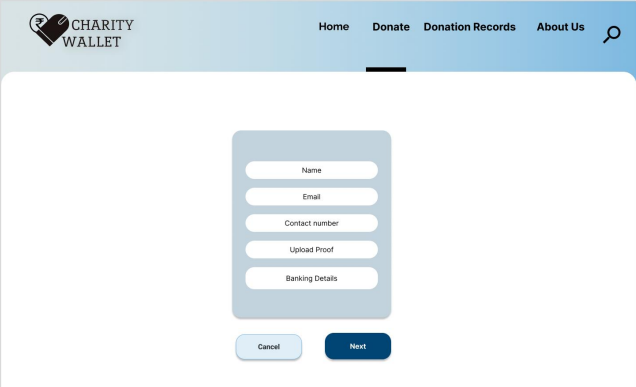 ₹ CHARITY
WALLET
Home Donate Donation Records About Us
Name
Email
Contact number
Upload Proof
Banking Details
Cancel Next